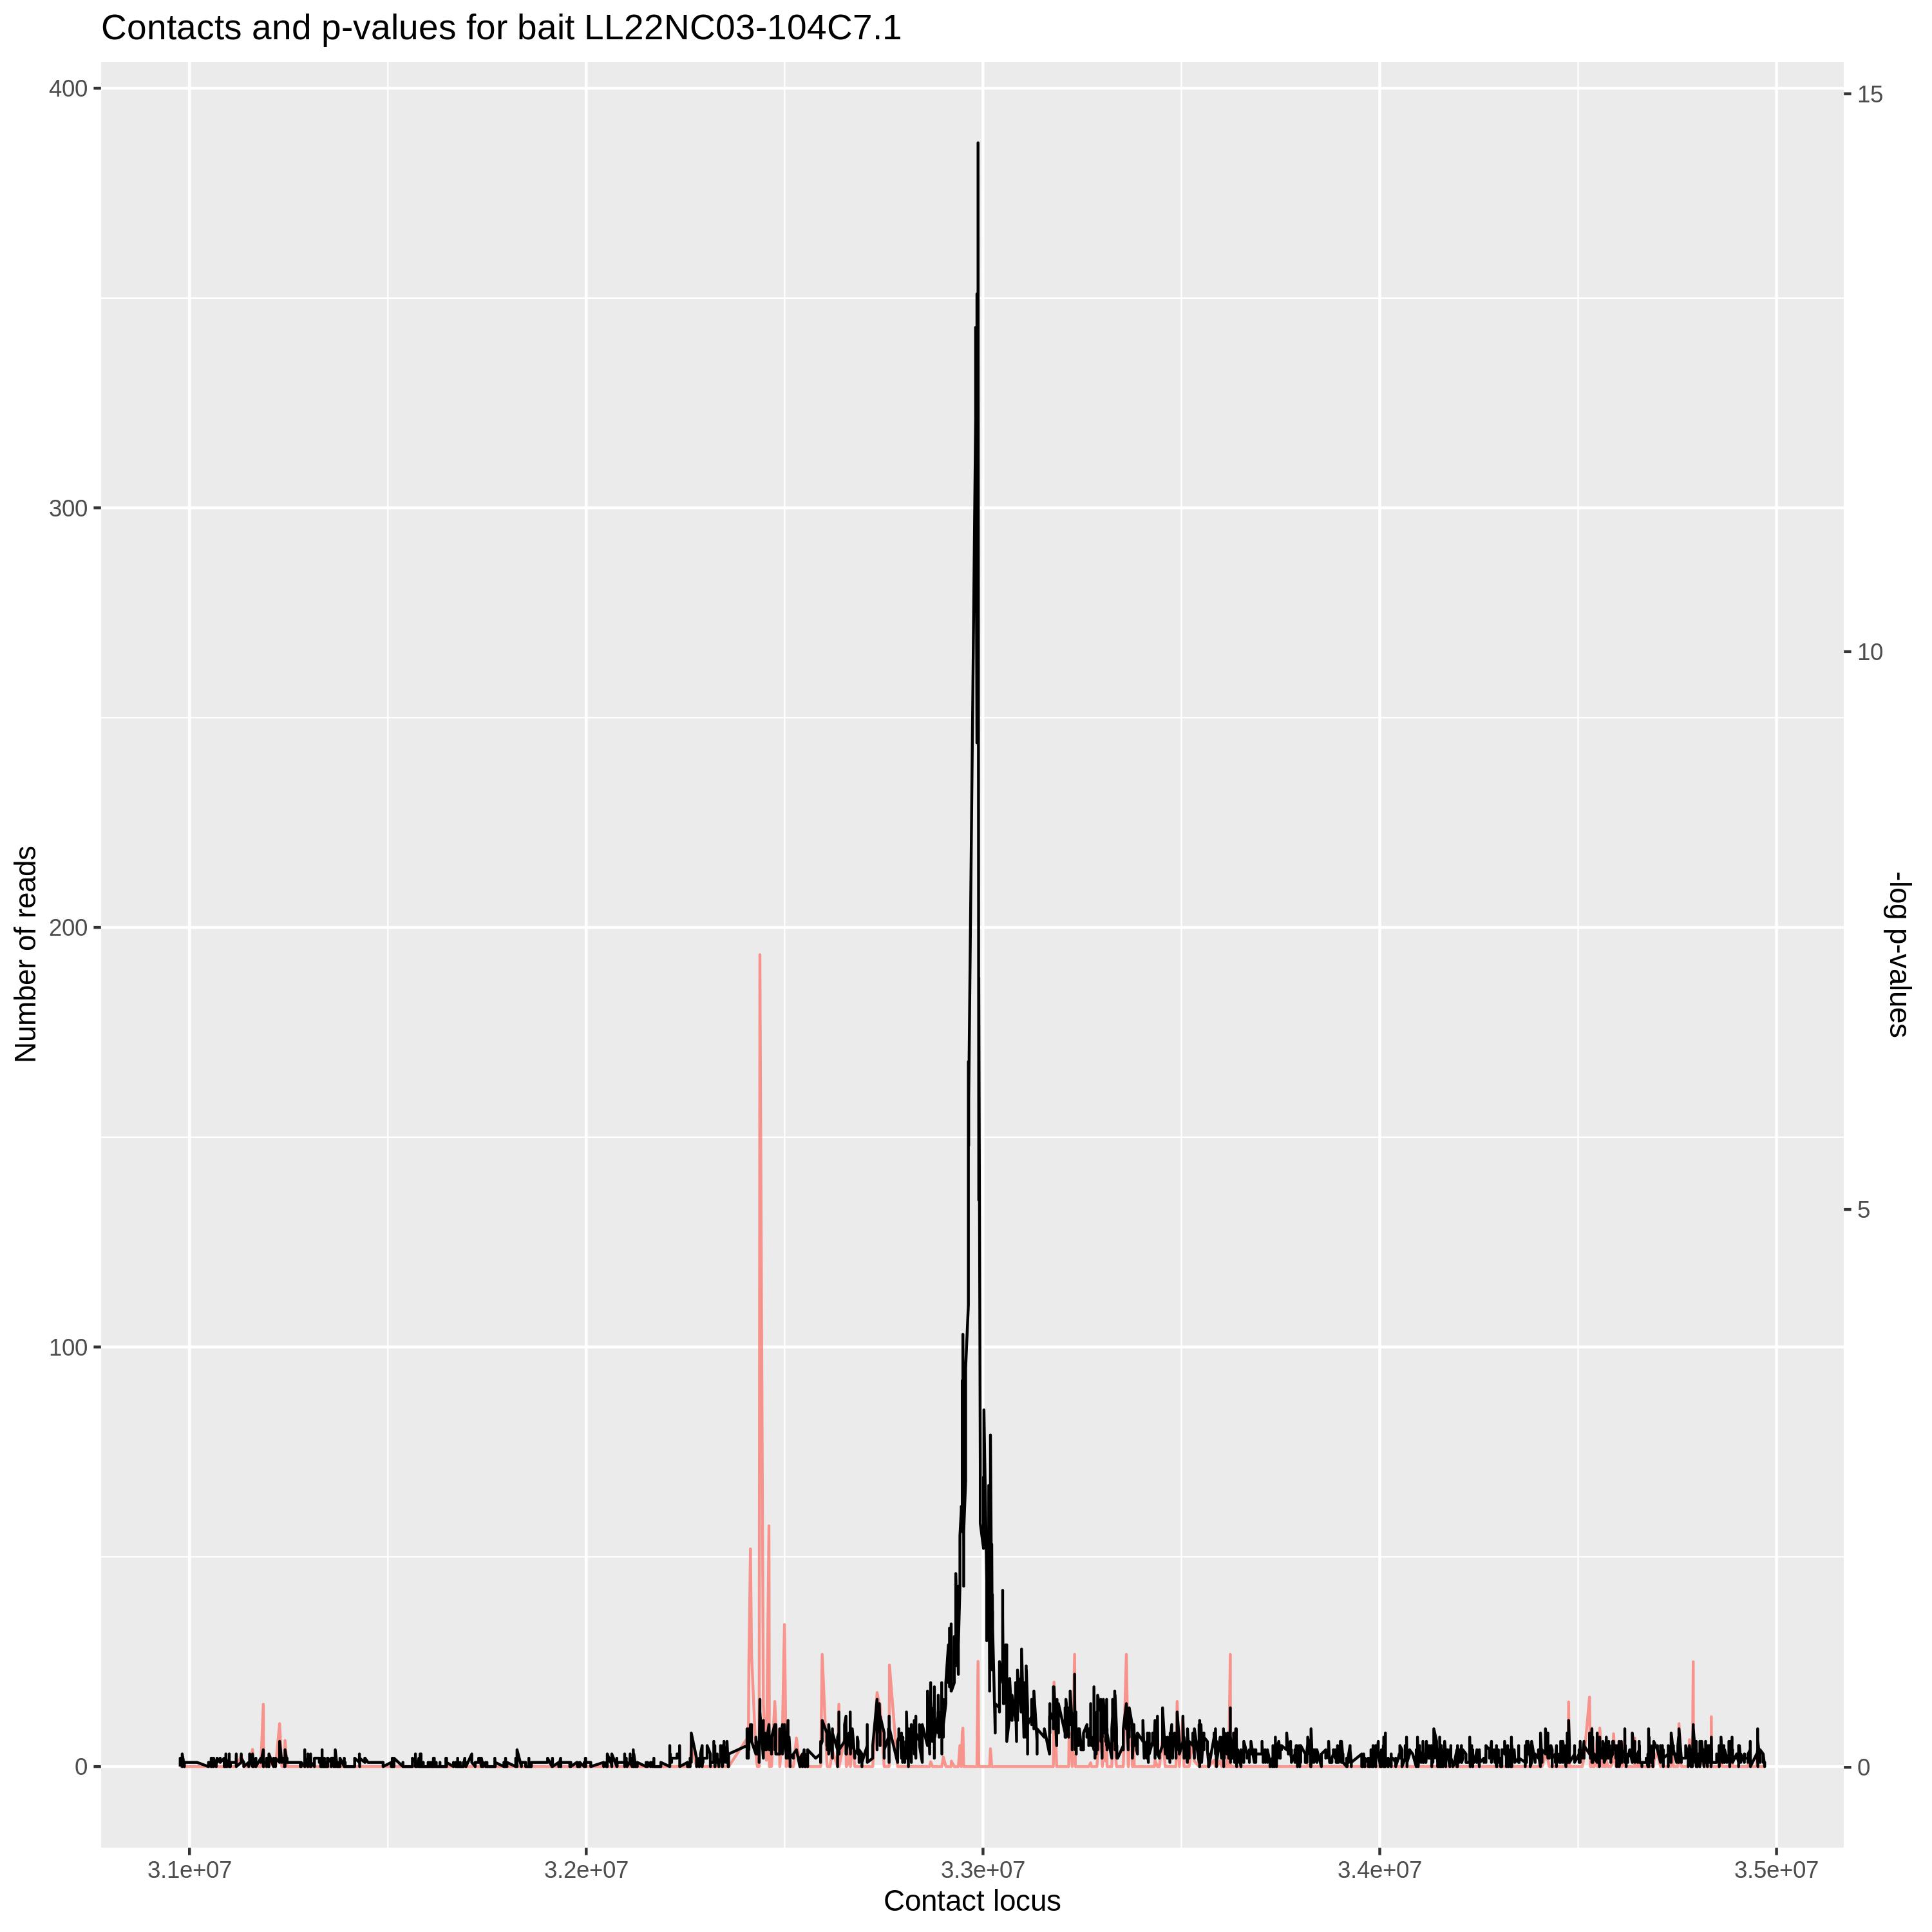 Contacts and p-values for bait LL22NC03-104C7.1
400
300
200
100
0
Number of reads
15
10
5
0
-log p-values
3.1e+07
3.2e+07
3.3e+07
3.4e+07
3.5e+07
Contact locus